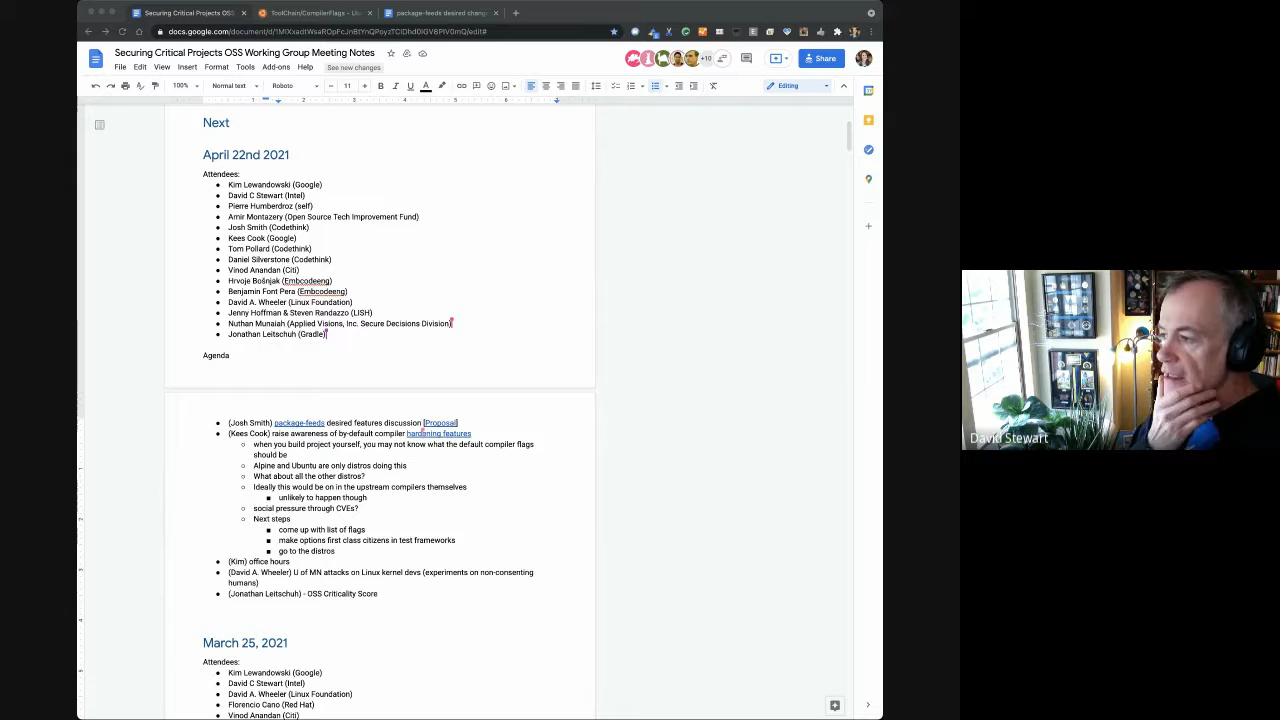 Securing Critical Projects OSS
ToolChain/CompilerFlags - Li
package-feeds desired chang
docs.google.com/document/d/
Securing Critical Projects OSS Working Group Meeting Notes
File Edit View Insert Format Tools Add-ons Help See new changes
+10
Share
100% Normal text Roboto 11 Editing
Next
April 22nd 2021
Attendees:
● Kim Lewandowski (Google)
● David C Stewart (Intel)
● Pierre Humberdroz (self)
● Amir Montazery (Open Source Tech Improvement Fund)
● Josh Smith (Codethink)
● Kees Cook (Google)
● Tom Pollard (Codethink)
● Daniel Silverstone (Codethink)
● Vinod Anandan (Citi)
● Hrvoje Bošnjak (Embcodeeng)
● Benjamin Font Pera (Embcodeeng)
● David A. Wheeler (Linux Foundation)
● Jenny Hoffman & Steven Randazzo (LISH)
● Nuthan Munaiah (Applied Visions, Inc. Secure Decisions Division)
● Jonathan Leitschuh (Gradle)
Agenda
● (Josh Smith) package-feeds desired features discussion [Proposal]
● (Kees Cook) raise awareness of by-default compiler hardening features
○ when you build project yourself, you may not know what the default compiler flags
should be
○ Alpine and Ubuntu are only distros doing this
○ What about all the other distros?
○ Ideally this would be on in the upstream compilers themselves
■ unlikely to happen though
○ social pressure through CVEs?
○ Next steps
■ come up with list of flags
■ make options first class citizens in test frameworks
■ go to the distros
● (Kim) office hours
● (David A. Wheeler) U of MN attacks on Linux kernel devs (experiments on non-consenting
humans)
● (Jonathan Leitschuh) - OSS Criticality Score
March 25, 2021
Attendees:
● Kim Lewandowski (Google)
● David C Stewart (Intel)
● David A. Wheeler (Linux Foundation)
● Florencio Cano (Red Hat)
● Vinod Anandan (Citi)
David Stewart